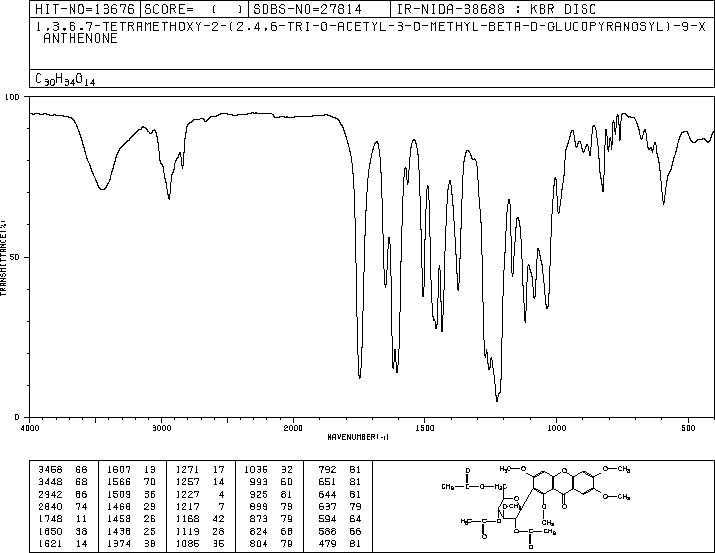 HIT-NO=13676 SCORE= ( ) SDBS-NO=27814 IR-NIDA-38688 : KBR DISC
1,3,6,7-TETRAMETHOXY-2-(2,4,6-TRI-O-ACETYL-3-O-METHYL-BETA-D-GLUCOPYRANOSYL)-9-X
ANTHENONE
C30H34O14
100
50
0
TRANSMITTANCE(%)
4000 3000 2000 1500 1000 500
WAVENUMBER(-1)
3468 68 1607 13 1271 17 1036 32 792 81
3448 68 1566 70 1257 14 993 60 651 81
2942 66 1509 36 1227 4 925 81 644 81
2840 74 1466 29 1217 7 899 79 637 79
1748 11 1458 26 1168 42 873 79 594 64
1650 38 1438 25 1119 28 824 68 588 66
1621 14 1374 38 1085 35 804 79 479 81